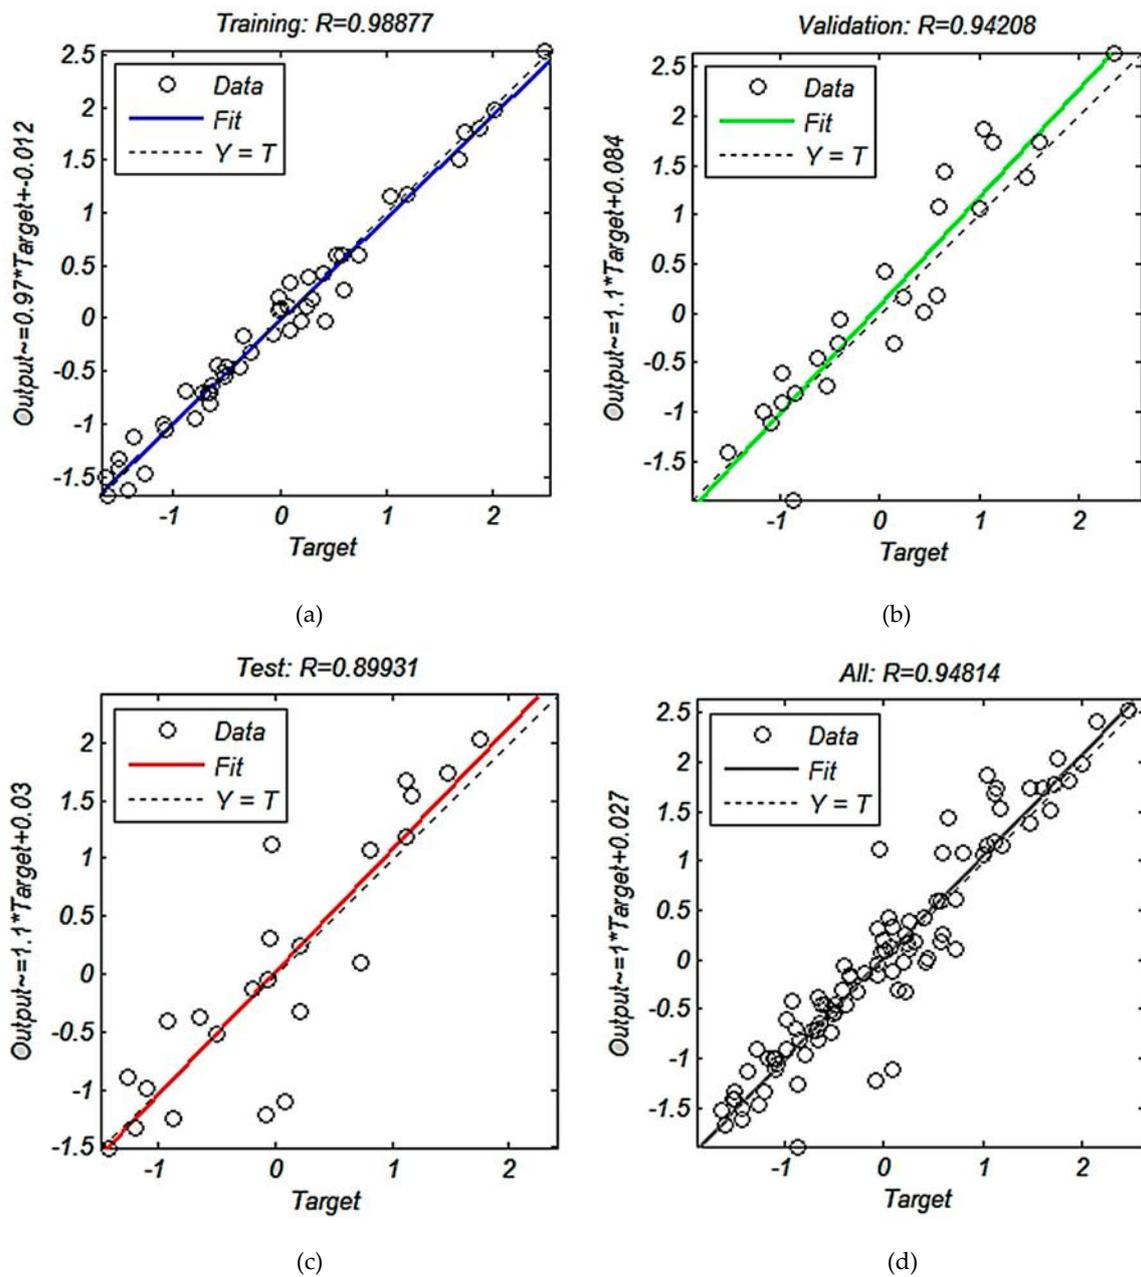 Training: R=0.98877
Data
Fit
Y = T
Output~=0.97*Target+-0.012
2.5
2
1.5
1
0.5
0
-0.5
-1
-1.5
-1
0
1
2
Target
(a)
Validation: R=0.94208
Data
Fit
Y = T
Output~=1.1*Target+0.084
2.5
2
1.5
1
0.5
0
-0.5
-1
-1.5
-1
0
1
2
Target
(b)
Test: R=0.89931
Data
Fit
Y = T
Output~=1.1*Target+0.03
2
1.5
1
0.5
0
-0.5
-1
-1.5
-1
0
1
2
Target
(c)
All: R=0.94814
Data
Fit
Y = T
Output~=1*Target+0.027
2.5
2
1.5
1
0.5
0
-0.5
-1
-1.5
-1
0
1
2
Target
(d)